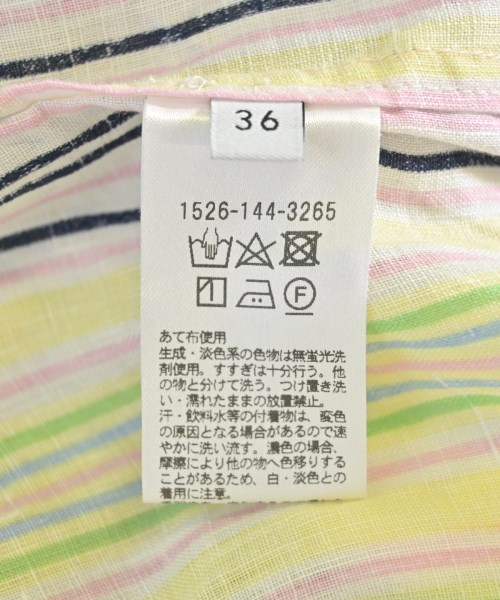 36
1526-144-3265
F
あて布使用
生成・淡色系の色物は無蛍光洗
剤使用。すすぎは十分行う。他
の物と分けて洗う。つけ置き洗
い・濡れたままの放置禁止。
汗・飲料水等の付着物は、変色
の原因となる場合があるので速
やかに洗い流す。濃色の場合、
摩擦により他の物へ色移りする
ことがあるため、白・淡色との
着用に注意。